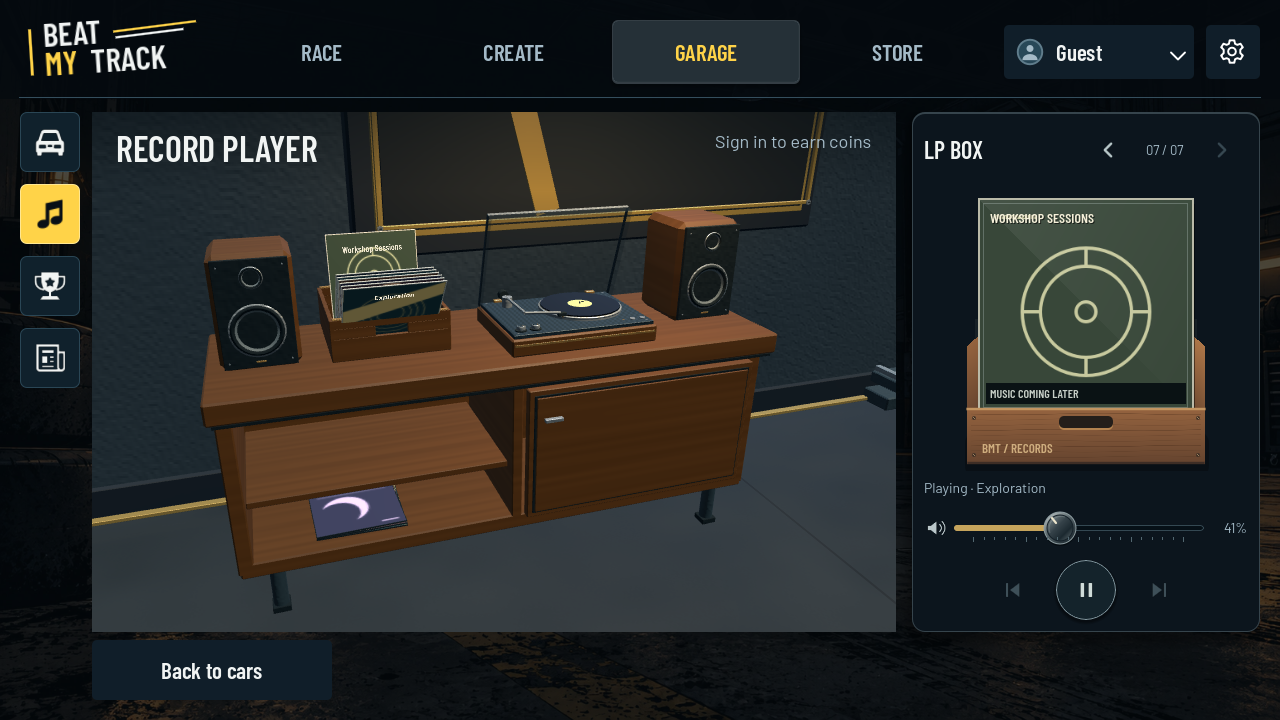 BEAT
MY TRACK
RACE
CREATE
GARAGE
STORE
Guest
RECORD PLAYER
Sign in to earn coins
Workshop Sessions
Exploration
LP BOX
07 / 07
WORKSHOP SESSIONS
MUSIC COMING LATER
BMT / RECORDS
Playing · Exploration
41%
Back to cars